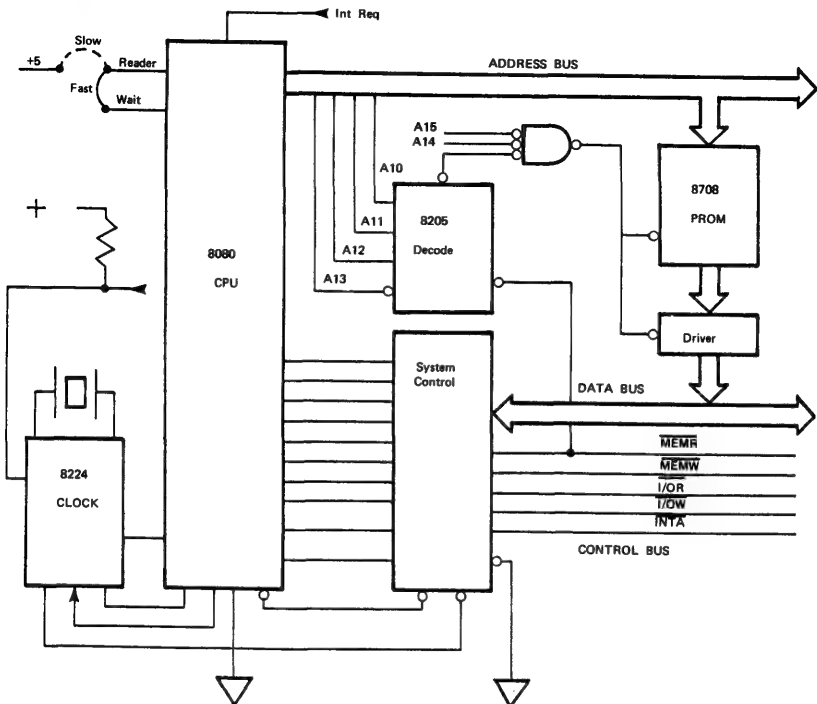 Int Req
Slow
+5
Reader
Fast
Wait
ADDRESS BUS
A15
A14
A10
A11
A12
A13
8205
Decode
8708
PROM
8080
CPU
+
Driver
System
Control
DATA BUS
8224
CLOCK
MEMR
MEMW
I/OR
I/OW
INTA
CONTROL BUS